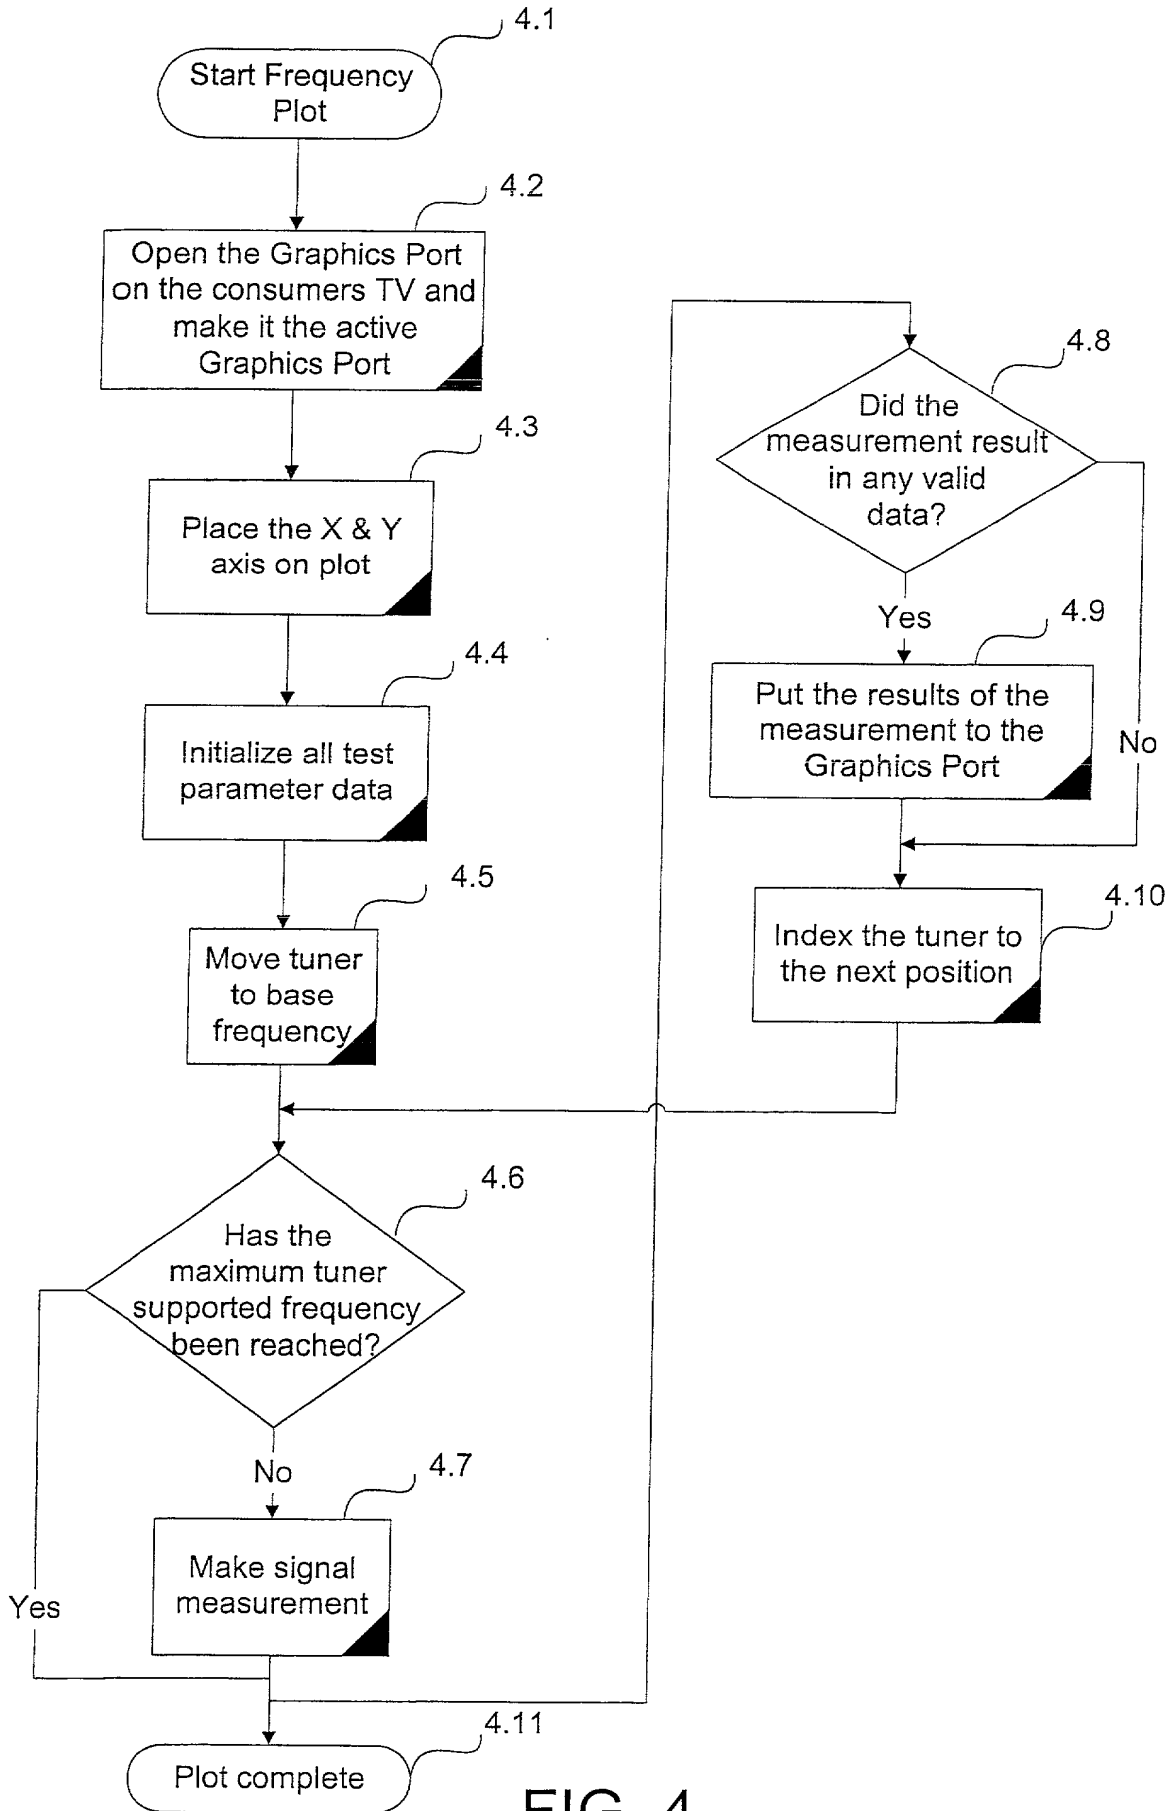 4.1
Start Frequency
Plot
4.2
Open the Graphics Port
on the consumers TV and
make it the active
Graphics Port
4.3
Place the X & Y
axis on plot
4.4
Initialize all test
parameter data
4.5
Move tuner
to base
frequency
4.6
Has the
maximum tuner
supported frequency
been reached?
No
4.7
Make signal
measurement
Yes
4.11
Plot complete
4.8
Did the
measurement result
in any valid
data?
Yes
4.9
Put the results of the
measurement to the
Graphics Port
No
4.10
Index the tuner to
the next position
FIG. 4